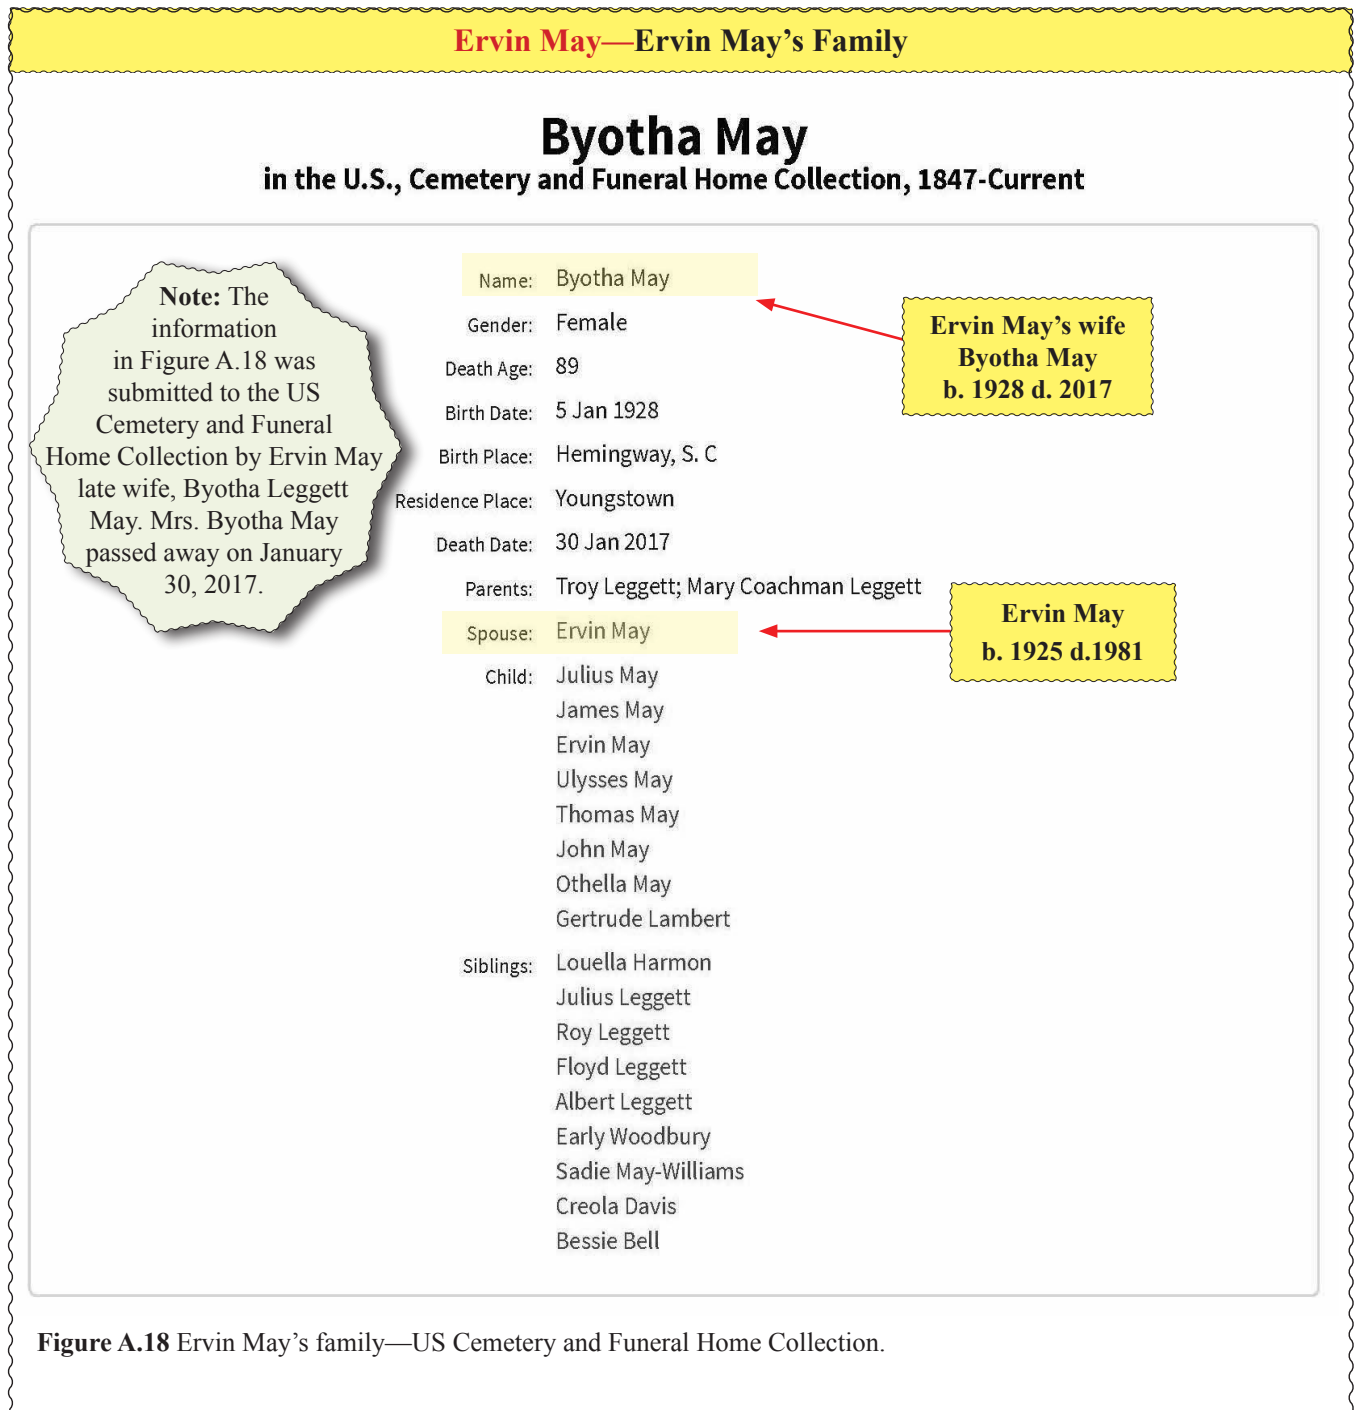 Ervin May—Ervin May’s Family
Byotha May
in the U.S., Cemetery and Funeral Home Collection, 1847-Current
Note: The
information
in Figure A.18 was
submitted to the US
Cemetery and Funeral
Home Collection by Ervin May
late wife, Byotha Leggett
May. Mrs. Byotha May
passed away on January
30, 2017.
Name: Byotha May
Gender: Female
Death Age: 89
Birth Date: 5 Jan 1928
Birth Place: Hemingway, S. C
Residence Place: Youngstown
Death Date: 30 Jan 2017
Parents: Troy Leggett; Mary Coachman Leggett
Spouse: Ervin May
Child: Julius May
James May
Ervin May
Ulysses May
Thomas May
John May
Othella May
Gertrude Lambert
Siblings: Louella Harmon
Julius Leggett
Roy Leggett
Floyd Leggett
Albert Leggett
Early Woodbury
Sadie May-Williams
Creola Davis
Bessie Bell
Ervin May’s wife
Byotha May
b. 1928 d. 2017
Ervin May
b. 1925 d.1981
Figure A.18 Ervin May’s family—US Cemetery and Funeral Home Collection.